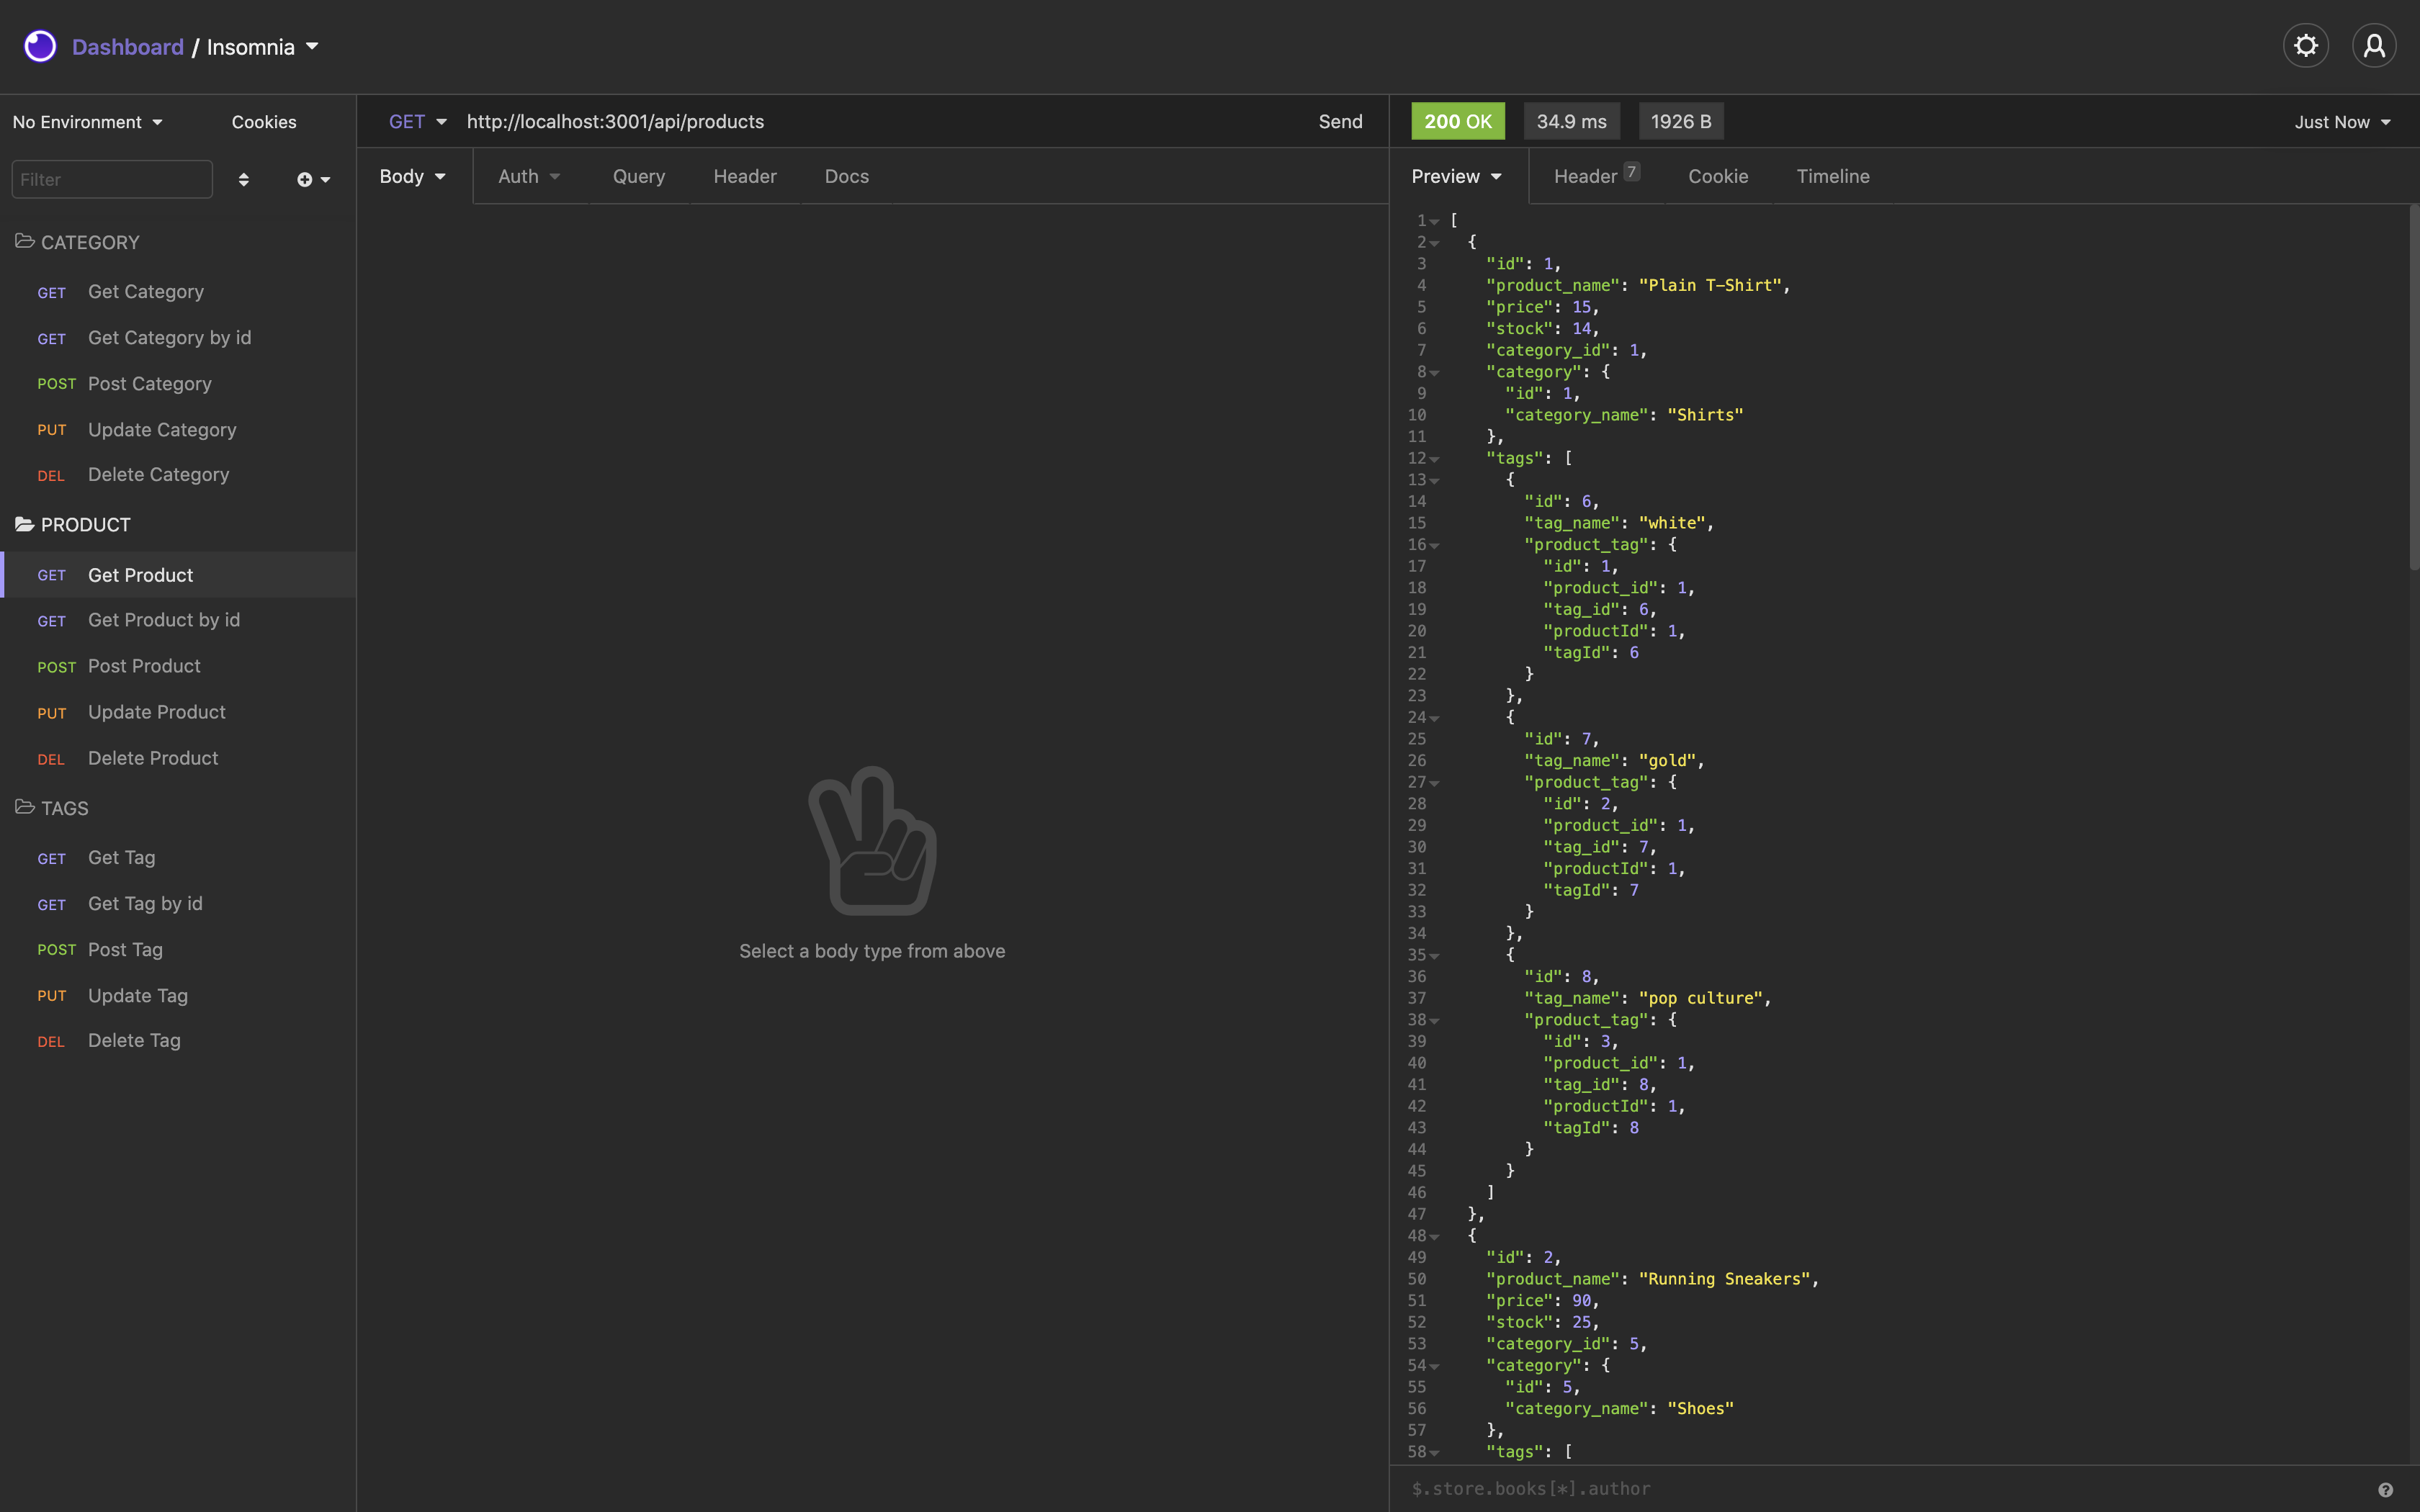 Dashboard / Insomnia
No Environment Cookies
GET http://localhost:3001/api/products Send
200 OK 34.9 ms 1926 B Just Now
Filter
Body Auth Query Header Docs
Preview Header 7 Cookie Timeline
CATEGORY
GET Get Category
GET Get Category by id
POST Post Category
PUT Update Category
DEL Delete Category
PRODUCT
GET Get Product
GET Get Product by id
POST Post Product
PUT Update Product
DEL Delete Product
TAGS
GET Get Tag
GET Get Tag by id
POST Post Tag
PUT Update Tag
DEL Delete Tag
Select a body type from above
1 [
2 {
3 "id": 1,
4 "product_name": "Plain T-Shirt",
5 "price": 15,
6 "stock": 14,
7 "category_id": 1,
8 "category": {
9 "id": 1,
10 "category_name": "Shirts"
11 },
12 "tags": [
13 {
14 "id": 6,
15 "tag_name": "white",
16 "product_tag": {
17 "id": 1,
18 "product_id": 1,
19 "tag_id": 6,
20 "productId": 1,
21 "tagId": 6
22 }
23 },
24 {
25 "id": 7,
26 "tag_name": "gold",
27 "product_tag": {
28 "id": 2,
29 "product_id": 1,
30 "tag_id": 7,
31 "productId": 1,
32 "tagId": 7
33 }
34 },
35 {
36 "id": 8,
37 "tag_name": "pop culture",
38 "product_tag": {
39 "id": 3,
40 "product_id": 1,
41 "tag_id": 8,
42 "productId": 1,
43 "tagId": 8
44 }
45 }
46 ]
47 },
48 {
49 "id": 2,
50 "product_name": "Running Sneakers",
51 "price": 90,
52 "stock": 25,
53 "category_id": 5,
54 "category": {
55 "id": 5,
56 "category_name": "Shoes"
57 },
58 "tags": [
$.store.books[*].author